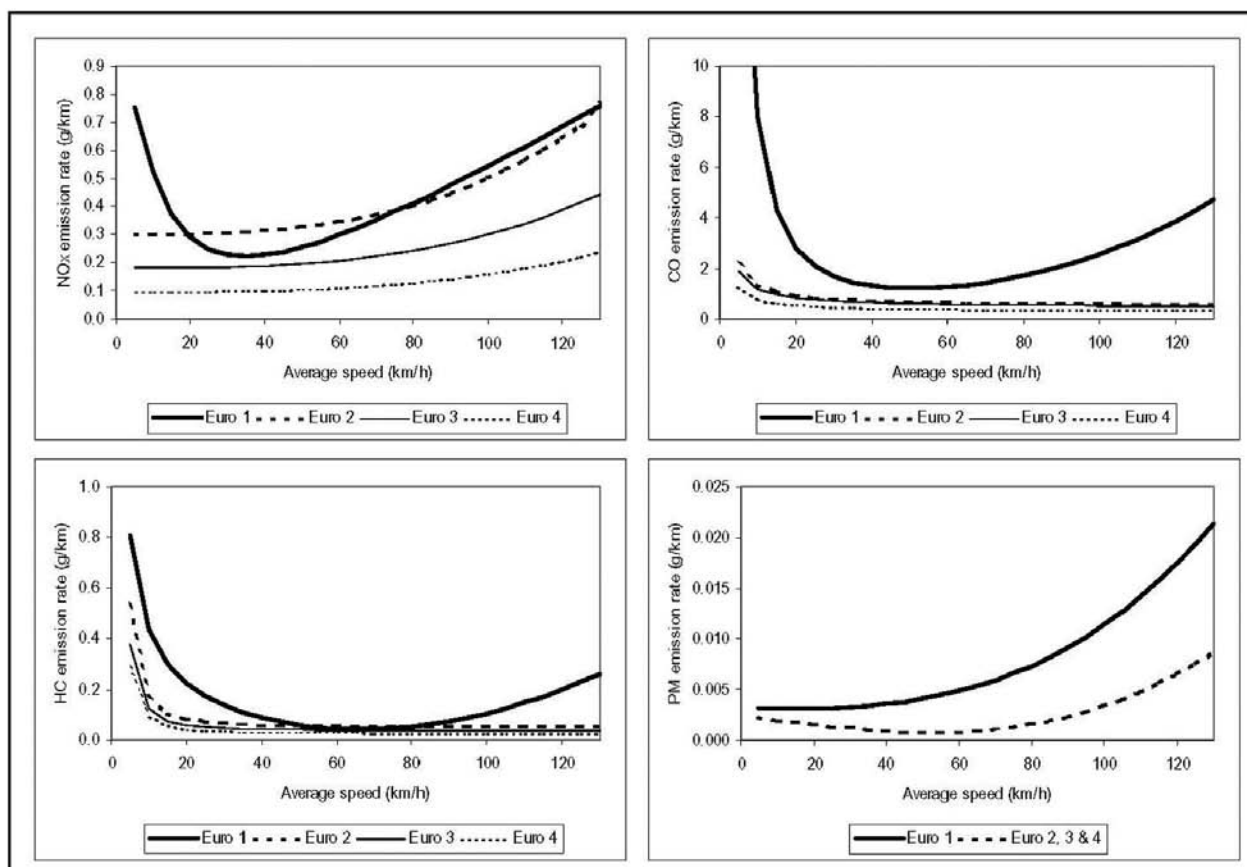 NOx emission rate (g/km)
0.9
0.8
0.7
0.6
0.5
0.4
0.3
0.2
0.1
0.0
0 20 40 60 80 100 120
Average speed (km/h)
Euro 1 Euro 2 Euro 3 Euro 4
CO emission rate (g/km)
10
8
6
4
2
0
0 20 40 60 80 100 120
Average speed (km/h)
Euro 1 Euro 2 Euro 3 Euro 4
HC emission rate (g/km)
1.0
0.8
0.6
0.4
0.2
0.0
0 20 40 60 80 100 120
Average speed (km/h)
Euro 1 Euro 2 Euro 3 Euro 4
PM emission rate (g/km)
0.025
0.020
0.015
0.010
0.005
0.000
0 20 40 60 80 100 120
Average speed (km/h)
Euro 1 Euro 2, 3 & 4